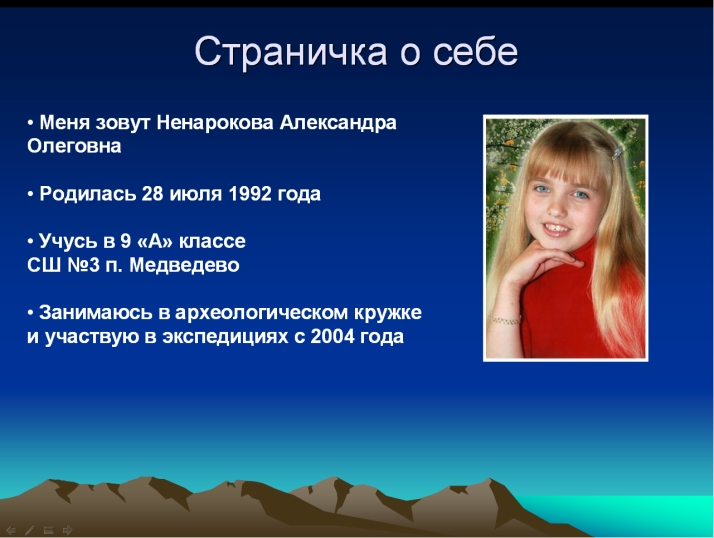 Страничка о себе
• Меня зовут Ненарокова Александра
Олеговна
• Родилась 28 июля 1992 года
• Учусь в 9 «А» классе
СШ №3 п. Медведево
• Занимаюсь в археологическом кружке
и участвую в экспедициях с 2004 года